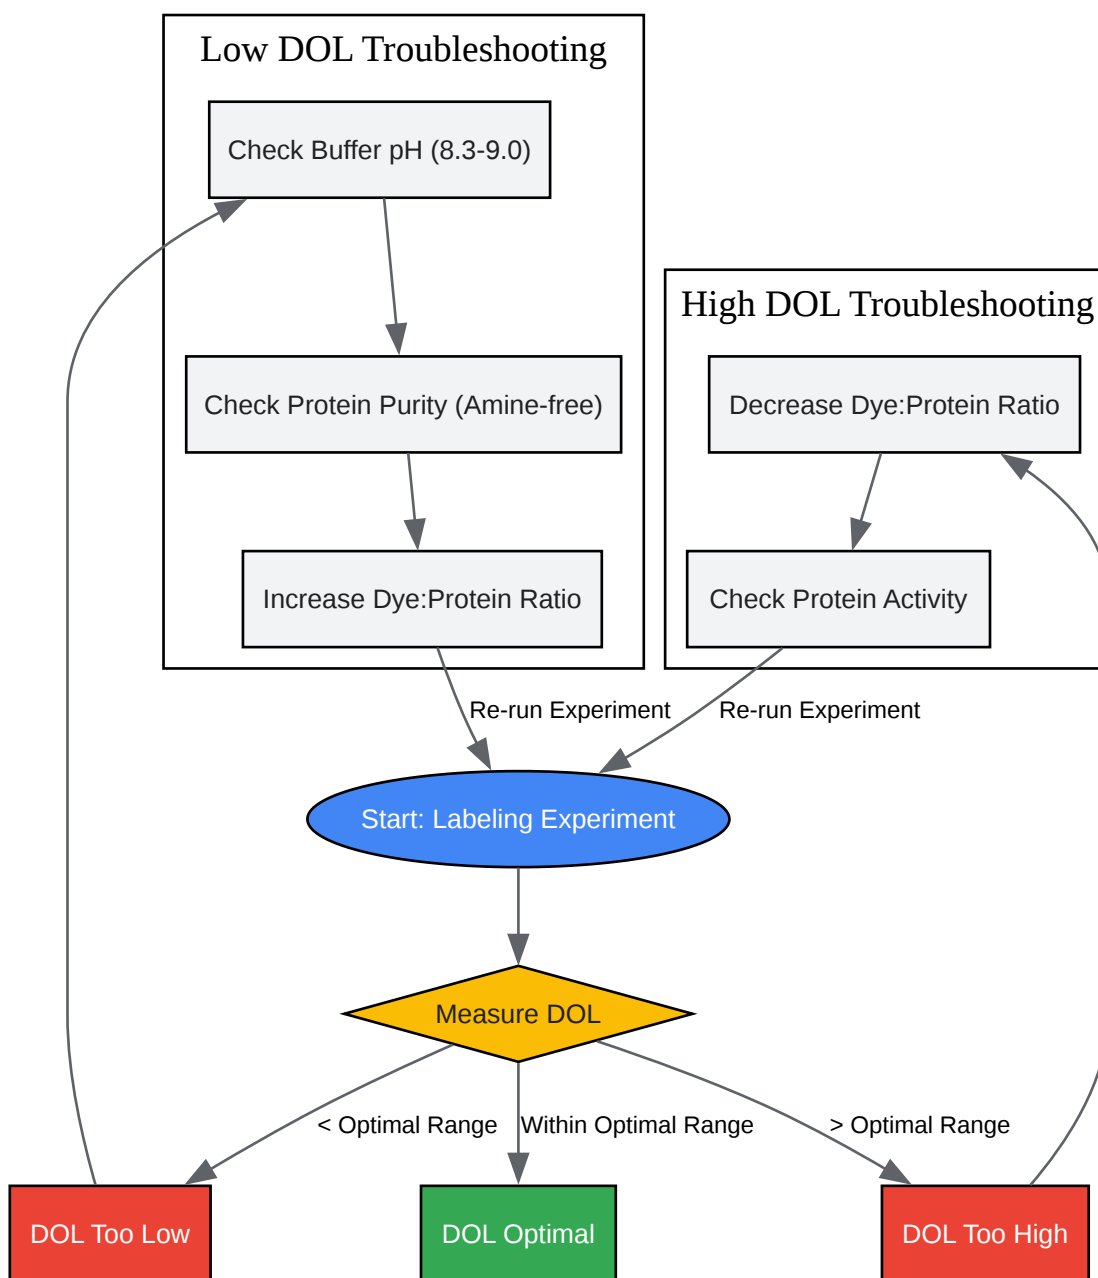 Low DOL Troubleshooting
Check Buffer pH (8.3-9.0)
High DOL Troubleshooting
Check Protein Purity (Amine-free)
Decrease Dye:Protein Ratio
Increase Dye:Protein Ratio
Check Protein Activity
Re-run Experiment
Re-run Experiment
Start: Labeling Experiment
Measure DOL
< Optimal Range
Within Optimal Range
> Optimal Range
DOL Too Low
DOL Optimal
DOL Too High